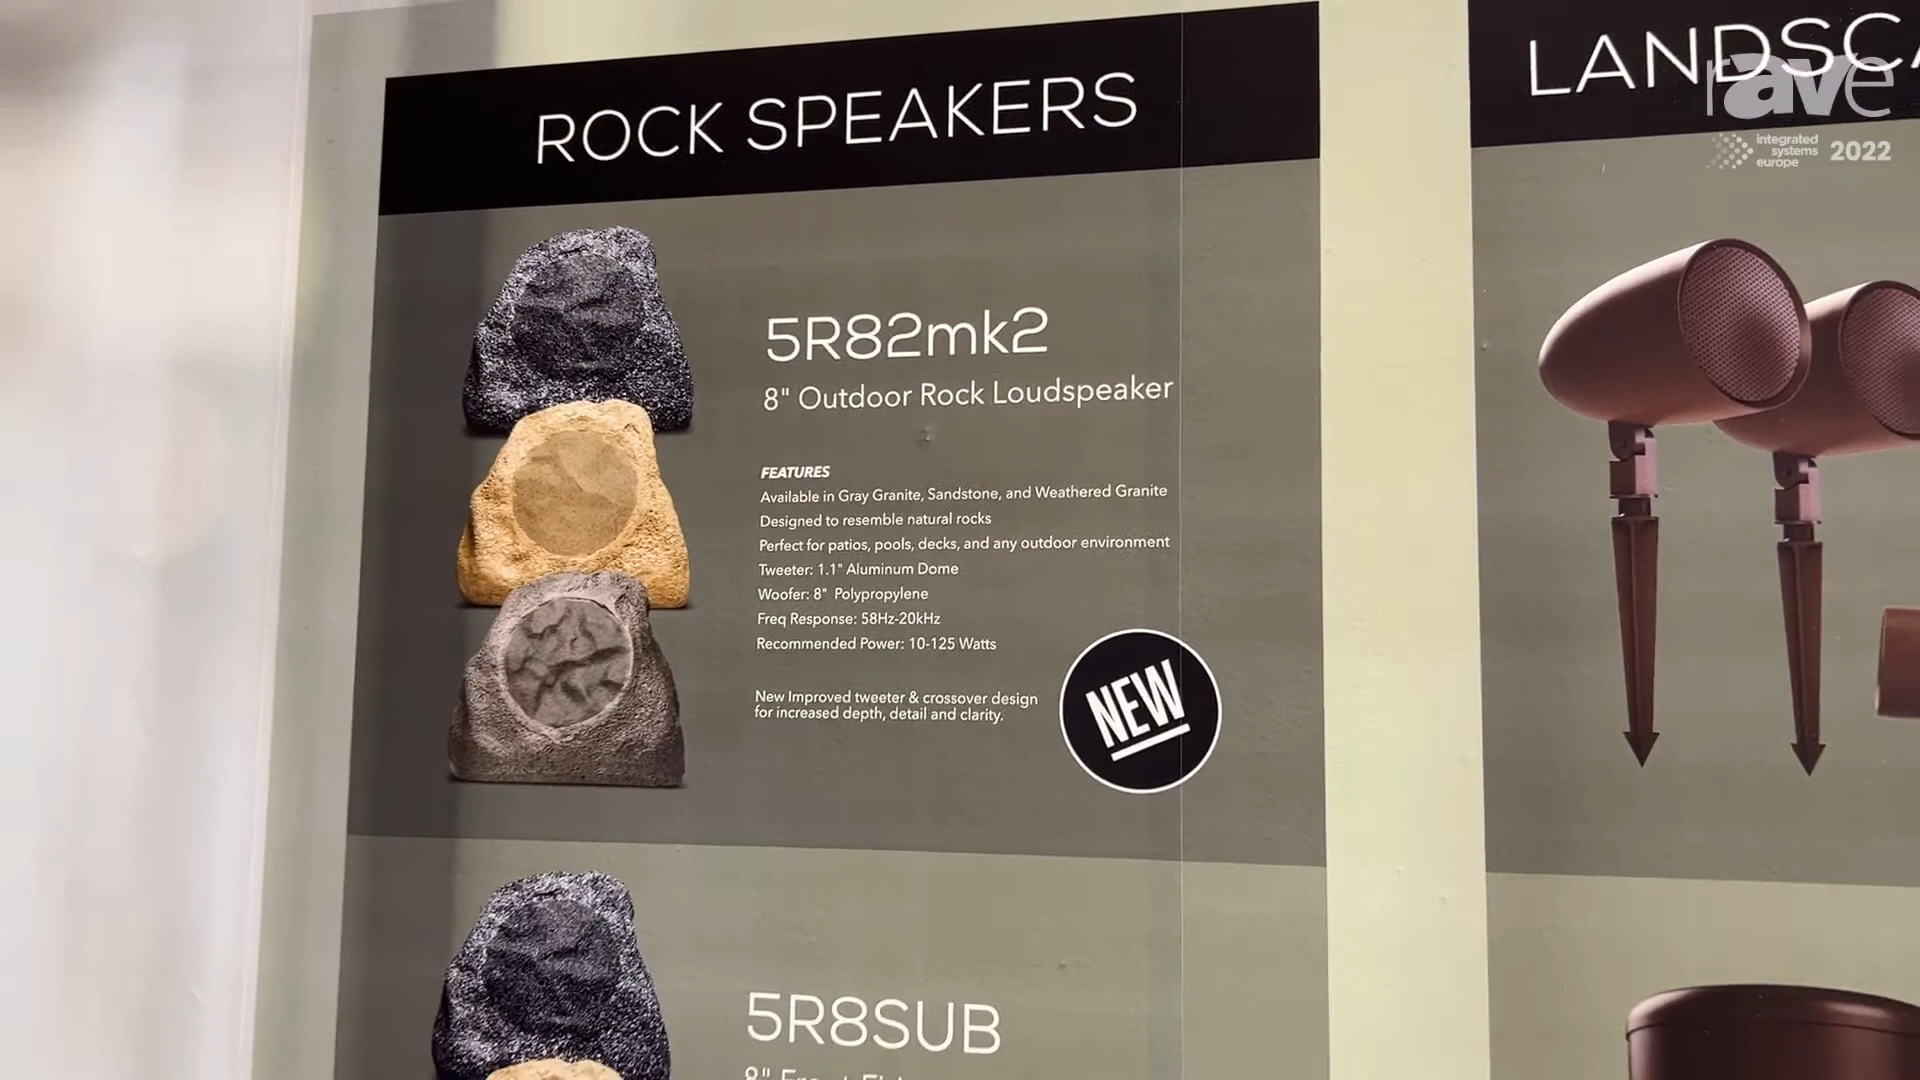 ROCK SPEAKERS
5R82mk2
8" Outdoor Rock Loudspeaker
FEATURES
Available in Gray Granite, Sandstone, and Weathered Granite
Designed to resemble natural rocks
Perfect for patios, pools, decks, and any outdoor environment
Tweeter: 1.1" Aluminum Dome
Woofer: 8" Polypropylene
Freq Response: 58Hz-20kHz
Recommended Power: 10-125 Watts
New Improved tweeter & crossover design
for increased depth, detail and clarity.
NEW
5R8SUB
8"
LANDSCA
rave
integrated
systems
europe
2022